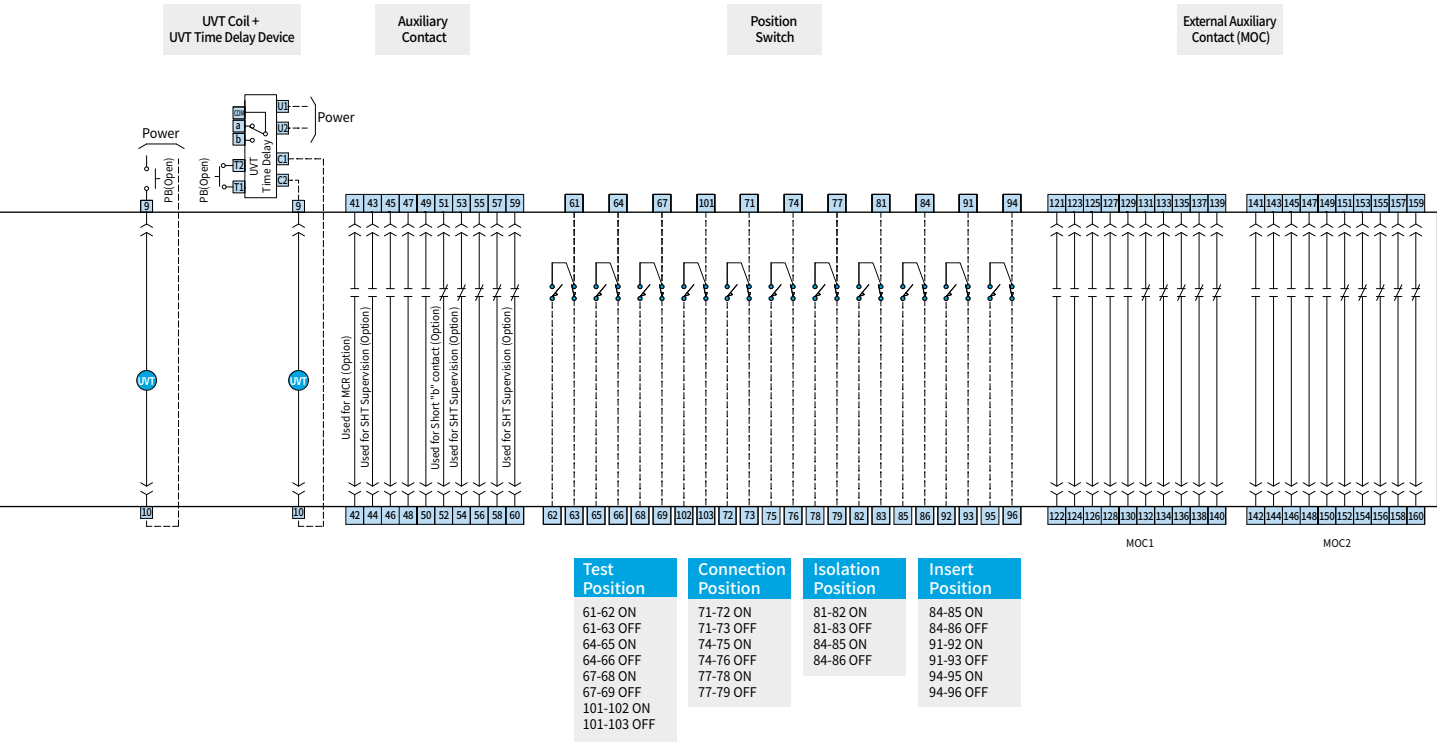 UVT Coil +
UVT Time Delay Device
Auxiliary
Contact
Position
Switch
External Auxiliary
Contact (MOC)
Power
PB(Open)
PB(Open)
COM
a
b
T2
T1
UVT
Time Delay
U1
U2
C1
C2
Power
9
9
41 43 45 47 49 51 53 55 57 59
61 64 67 101 71 74 77 81 84 91 94
121 123 125 127 129 131 133 135 137 139
141 143 145 147 149 151 153 155 157 159
UVT
UVT
Used for MCR (Option)
Used for SHT Supervision (Option)
Used for Short "b" contact (Option)
Used for SHT Supervision (Option)
Used for SHT Supervision (Option)
10
10
42 44 46 48 50 52 54 56 58 60
62 63 65 66 68 69 102 103 72 73 75 76 78 79 82 83 85 86 92 93 95 96
122 124 126 128 130 132 134 136 138 140
142 144 146 148 150 152 154 156 158 160
MOC1
MOC2
Test
Position
61-62 ON
61-63 OFF
64-65 ON
64-66 OFF
67-68 ON
67-69 OFF
101-102 ON
101-103 OFF
Connection
Position
71-72 ON
71-73 OFF
74-75 ON
74-76 OFF
77-78 ON
77-79 OFF
Isolation
Position
81-82 ON
81-83 OFF
84-85 ON
84-86 OFF
Insert
Position
84-85 ON
84-86 OFF
91-92 ON
91-93 OFF
94-95 ON
94-96 OFF